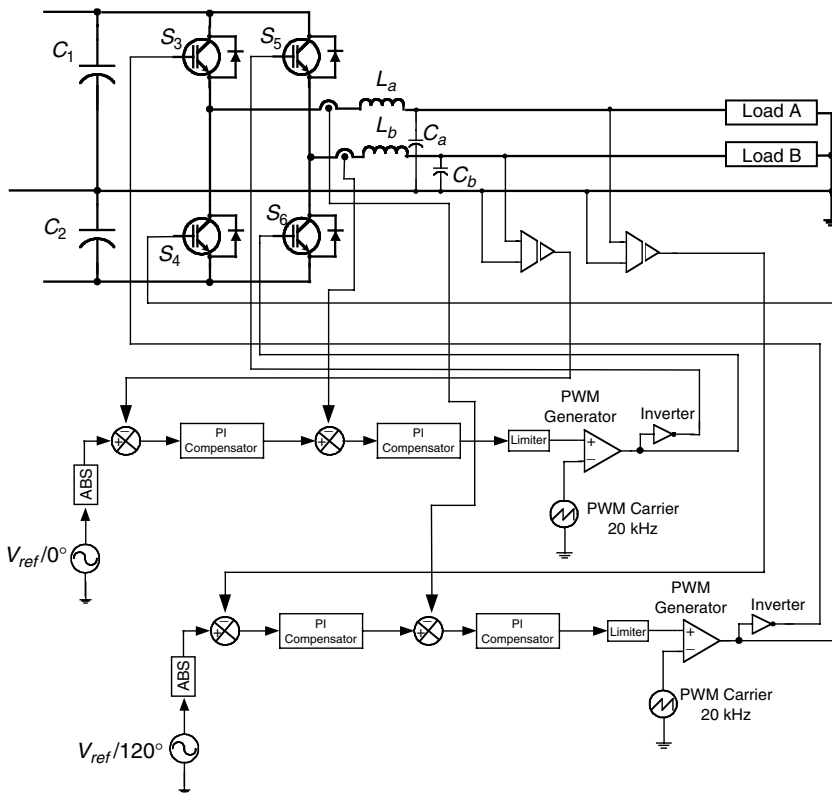 C1
S3
S5
La
Load A
Lb
Ca
Load B
Cb
C2
S4
S6
PWM
Generator
Inverter
PI
Compensator
PI
Compensator
Limiter
+
−
+
−
ABS
PWM Carrier
20 kHz
Vref/0°
PWM
Generator
Inverter
PI
Compensator
PI
Compensator
Limiter
+
−
+
−
ABS
PWM Carrier
20 kHz
Vref/120°